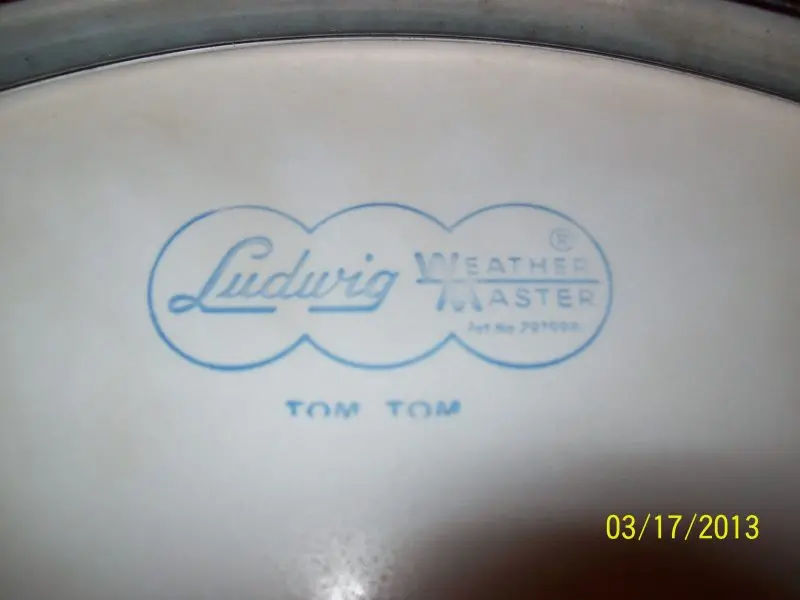 Ludwig WEATHER MASTER ®
TOM TOM
03/17/2013